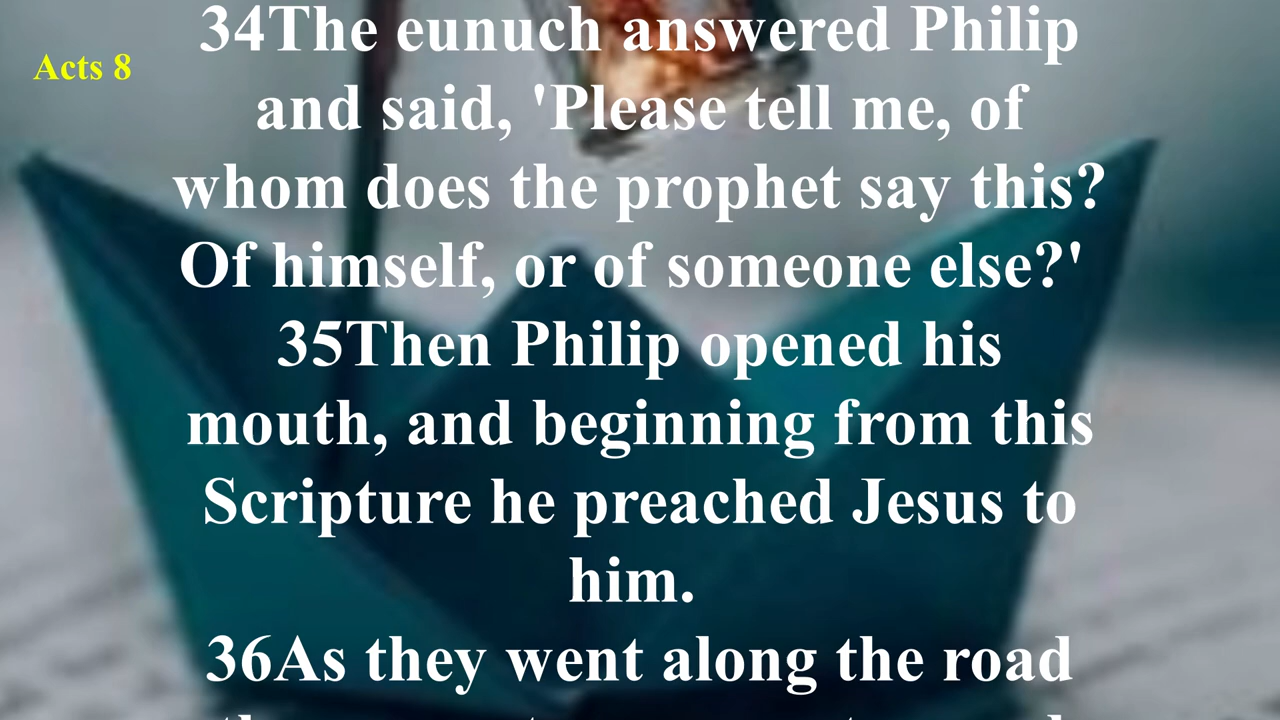 34The eunuch answered Philip
Acts 8
and said, 'Please tell me, of
whom does the prophet say this?
Of himself, or of someone else?'
35Then Philip opened his
mouth, and beginning from this
Scripture he preached Jesus to
him.
36As they went along the road